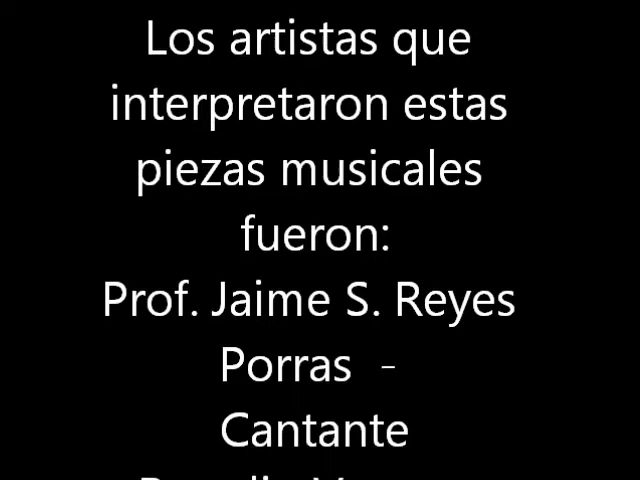 Los artistas que
interpretaron estas
piezas musicales
fueron:
Prof. Jaime S. Reyes
Porras  -
Cantante